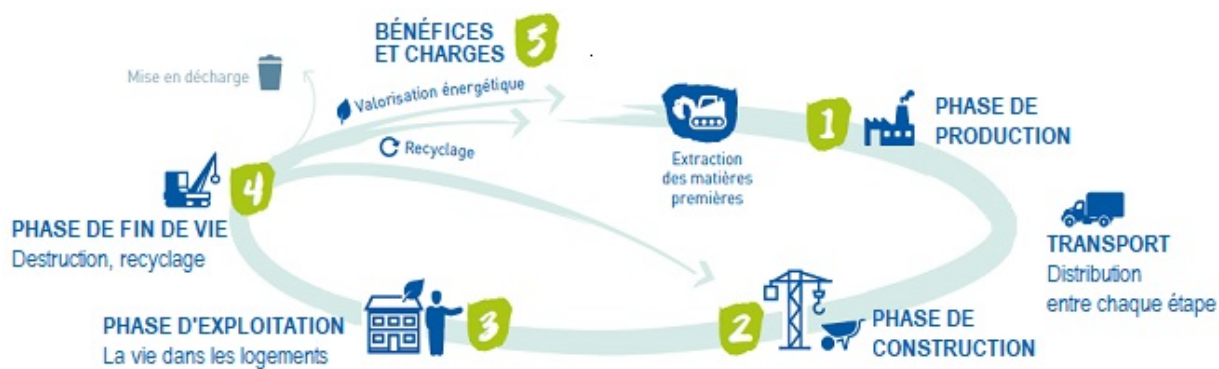 BÉNÉFICES
ET CHARGES
5
Mise en décharge
Valorisation énergétique
Recyclage
Extraction
des matières
premières
1
PHASE DE
PRODUCTION
4
PHASE DE FIN DE VIE
Destruction, recyclage
TRANSPORT
Distribution
entre chaque étape
PHASE D'EXPLOITATION
La vie dans les logements
3
2
PHASE DE
CONSTRUCTION